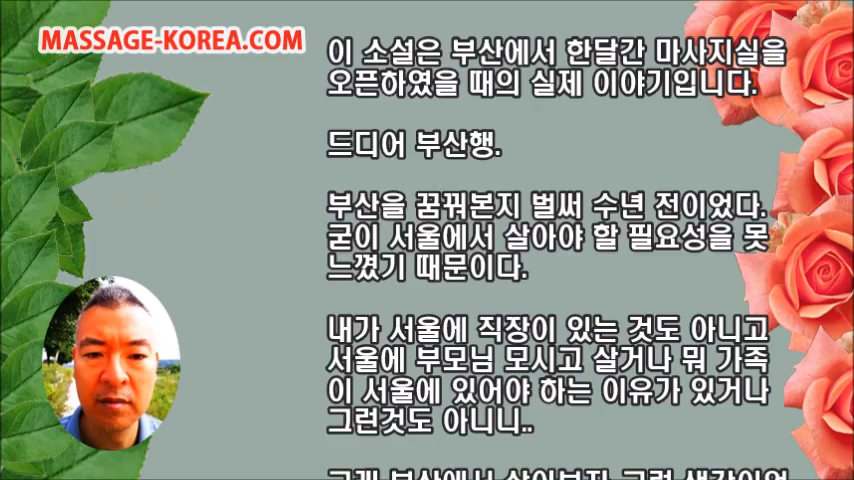 MASSAGE-KOREA.COM
이 소설은 부산에서 한달간 마사지실을
오픈하였을 때의 실제 이야기입니다.
드디어 부산행.
부산을 꿈꿔본지 벌써 수년 전이었다.
굳이 서울에서 살아야 할 필요성을 못
느꼈기 때문이다.
내가 서울에 직장이 있는 것도 아니고
서울에 부모님 모시고 살거나 뭐 가족
이 서울에 있어야 하는 이유가 있거나
그런것도 아니니..